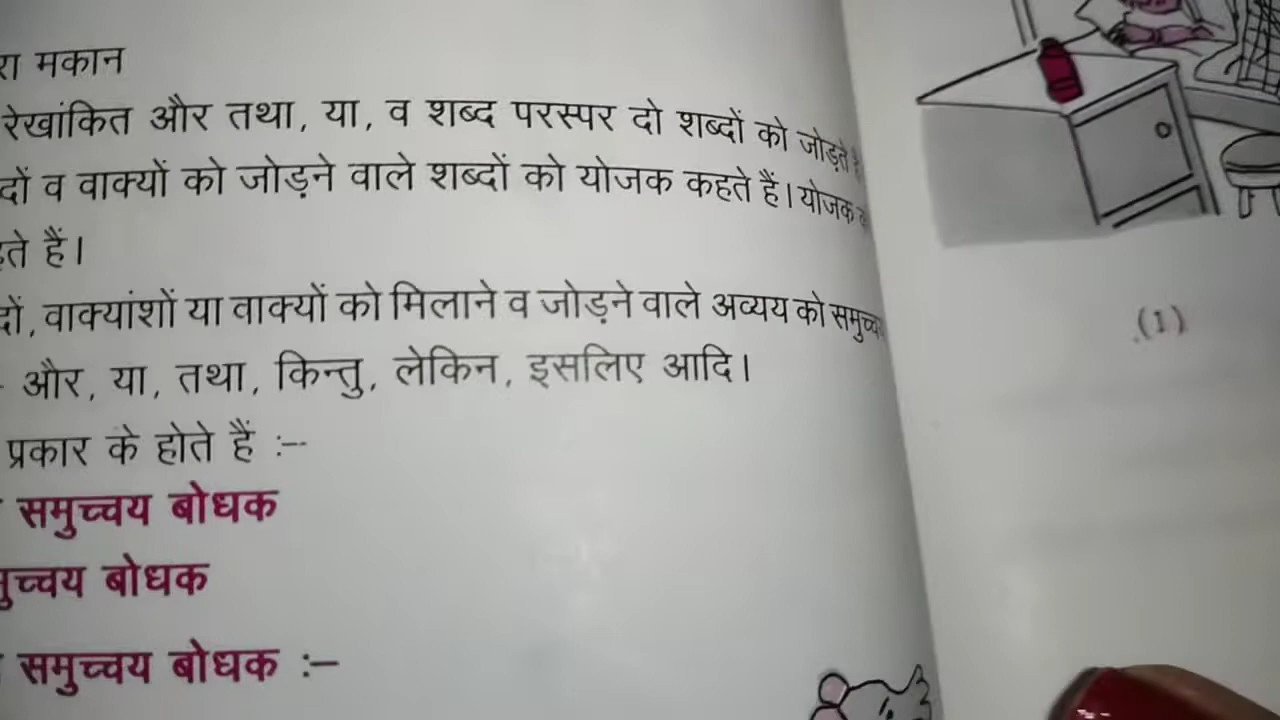 मकान
रेखांकित और तथा, या, व शब्द परस्पर दो शब्दों को जोड़ते
व वाक्यों को जोड़ने वाले शब्दों को योजक कहते हैं। योजक
हैं।
वाक्यांशों या वाक्यों को मिलाने व जोड़ने वाले अव्यय को
और, या, तथा, किन्तु, लेकिन, इसलिए आदि।
प्रकार के होते हैं :--
समुच्चय बोधक
बोधक
समुच्चय बोधक :–
(1)